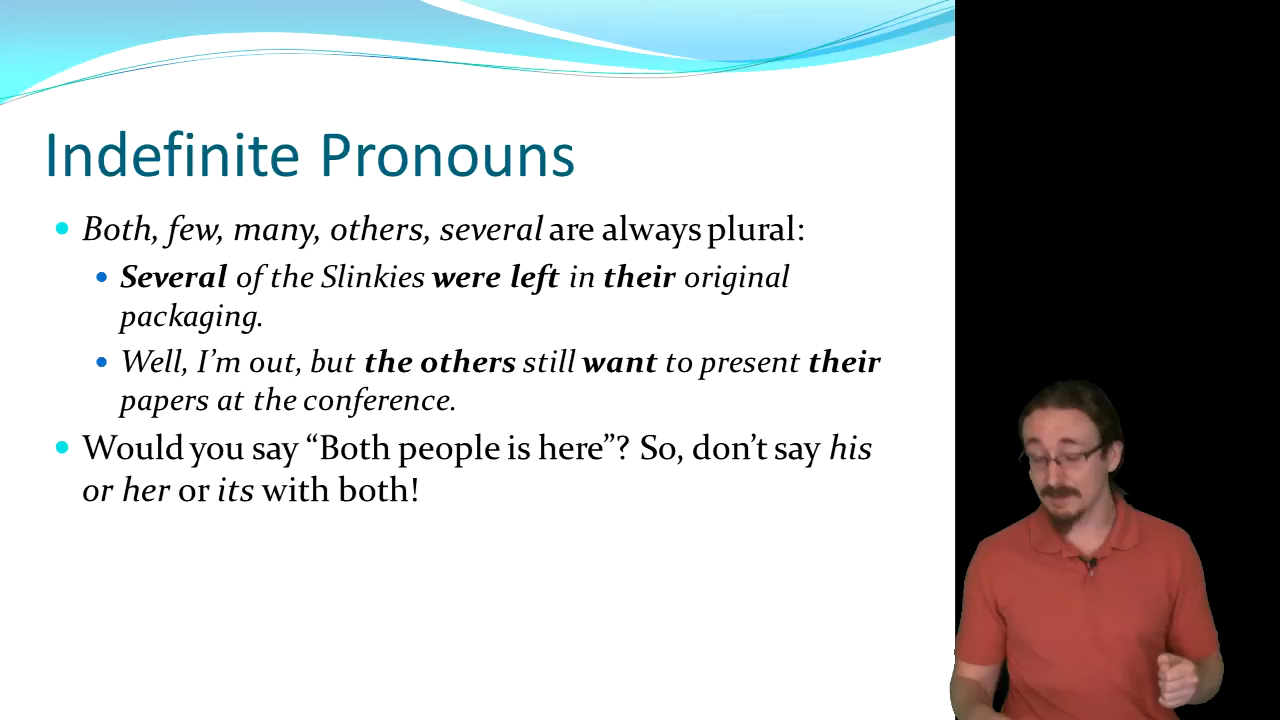 Indefinite Pronouns
Both, few, many, others, several are always plural:
Several of the Slinkies were left in their original
packaging.
Well, I'm out, but the others still want to present their
papers at the conference.
Would you say “Both people is here”? So, don't say his
or her or its with both!